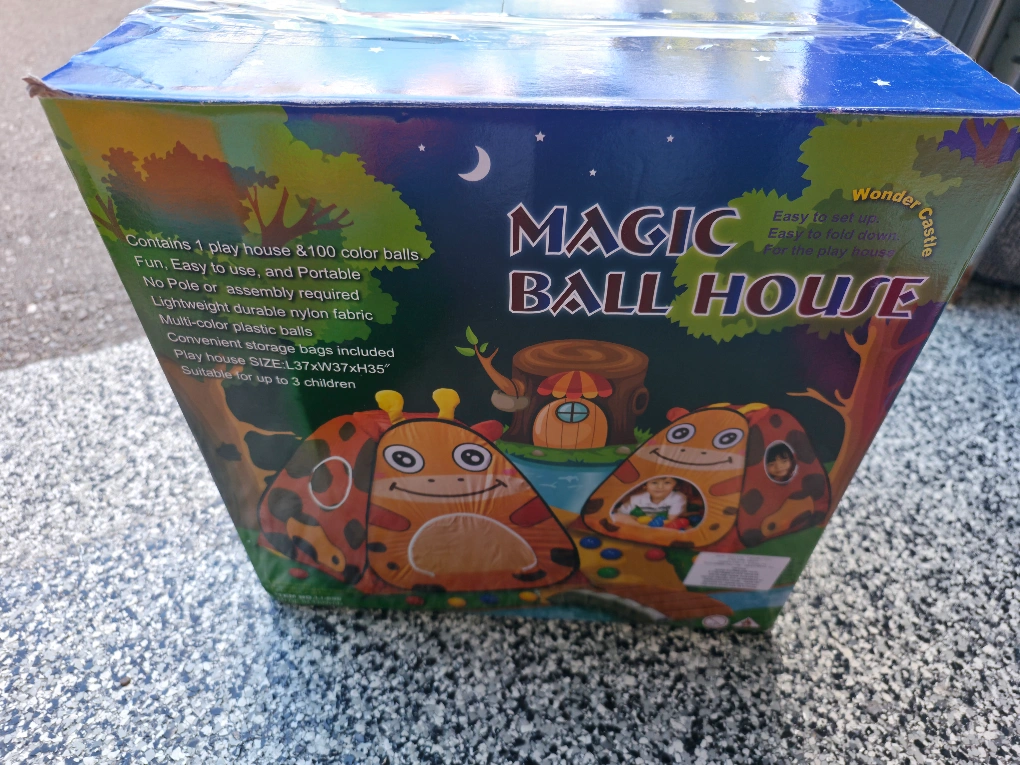 Contains 1 play house &100 color balls.
Fun, Easy to use, and Portable
No Pole or assembly required
Lightweight durable nylon fabric
Multi-color plastic balls
Convenient storage bags included
Play house SIZE:L37xW37xH35"
Suitable for up to 3 children
MAGIC
BALL HOUSE
Wonder Castle
Easy to set up.
Easy to fold down.
For the play house